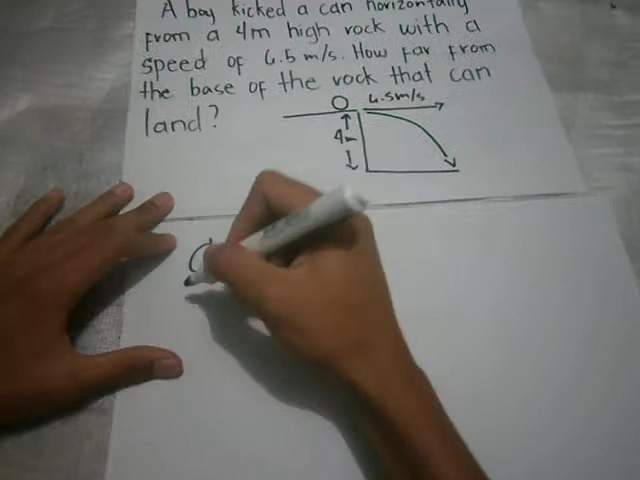 A boy kicked a can horizontally
from a 4m high rock with a
speed of 6.5 m/s. How far from
the base of the rock that can
land?
6.5m/s
4m